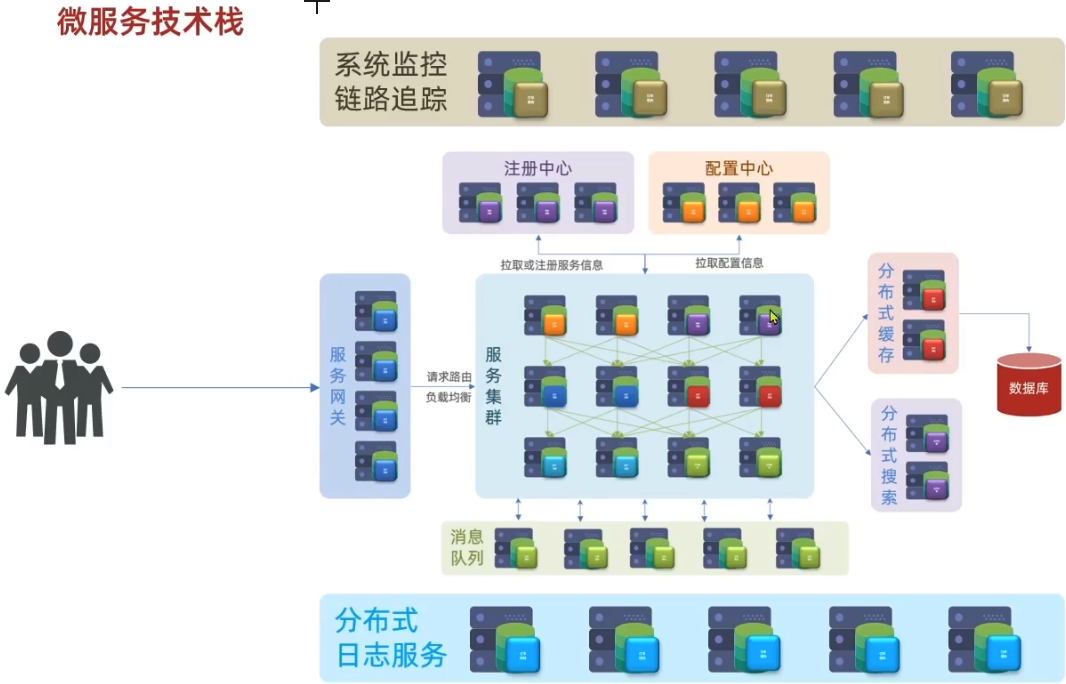 微服务技术栈
系统监控
链路追踪
注册中心
配置中心
拉取或注册服务信息
拉取配置信息
服务网关
请求路由
负载均衡
服务集群
分布式缓存
数据库
分布式搜索
消息
队列
分布式
日志服务